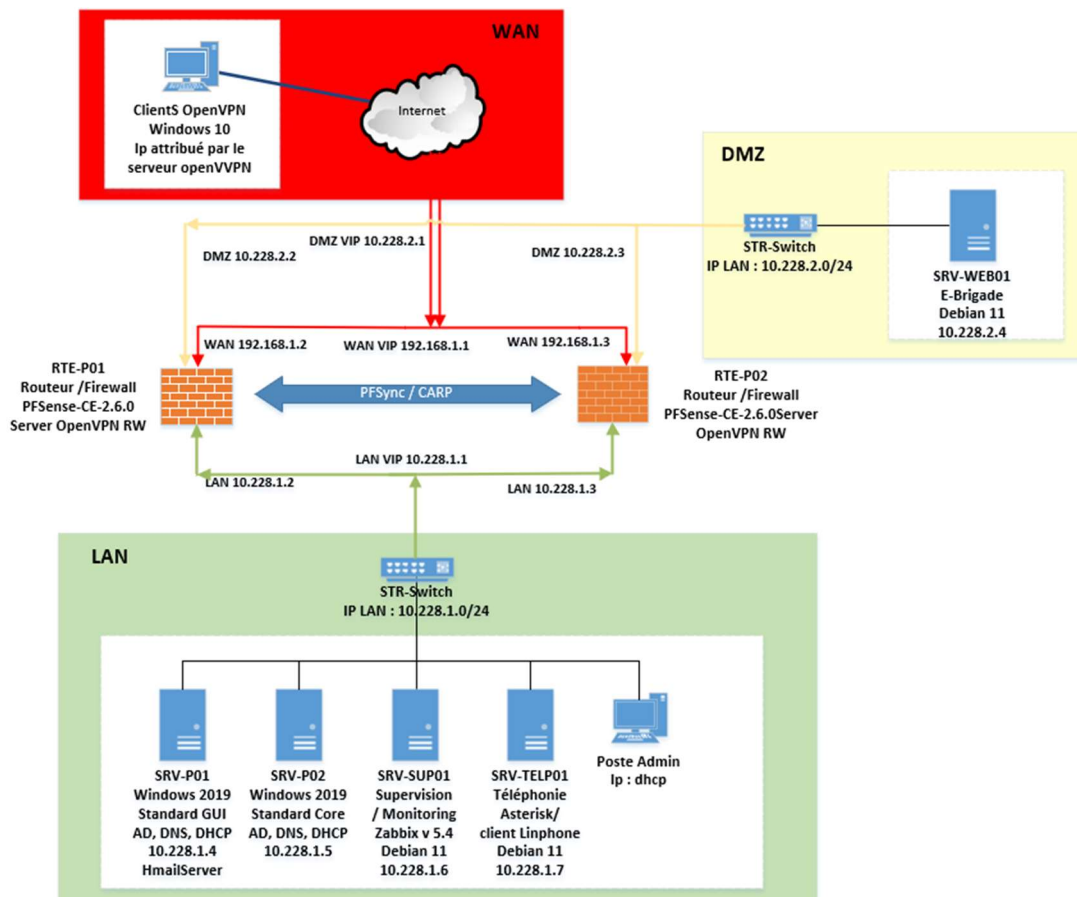 WAN
ClientS OpenVPN
Windows 10
Ip attribué par le
serveur openVVPN
Internet
DMZ
STR-Switch
IP LAN : 10.228.2.0/24
SRV-WEB01
E-Brigade
Debian 11
10.228.2.4
DMZ VIP 10.228.2.1
DMZ 10.228.2.2
DMZ 10.228.2.3
WAN 192.168.1.2
WAN VIP 192.168.1.1
WAN 192.168.1.3
RTE-P01
Routeur /Firewall
PFSense-CE-2.6.0
Server OpenVPN RW
PFSync / CARP
RTE-P02
Routeur /Firewall
PFSense-CE-2.6.0Server
OpenVPN RW
LAN VIP 10.228.1.1
LAN 10.228.1.2
LAN 10.228.1.3
LAN
STR-Switch
IP LAN : 10.228.1.0/24
SRV-P01
Windows 2019
Standard GUI
AD, DNS, DHCP
10.228.1.4
HmailServer
SRV-P02
Windows 2019
Standard Core
AD, DNS, DHCP
10.228.1.5
SRV-SUP01
Supervision
/ Monitoring
Zabbix v 5.4
Debian 11
10.228.1.6
SRV-TELP01
Téléphonie
Asterisk/
client Linphone
Debian 11
10.228.1.7
Poste Admin
Ip : dhcp